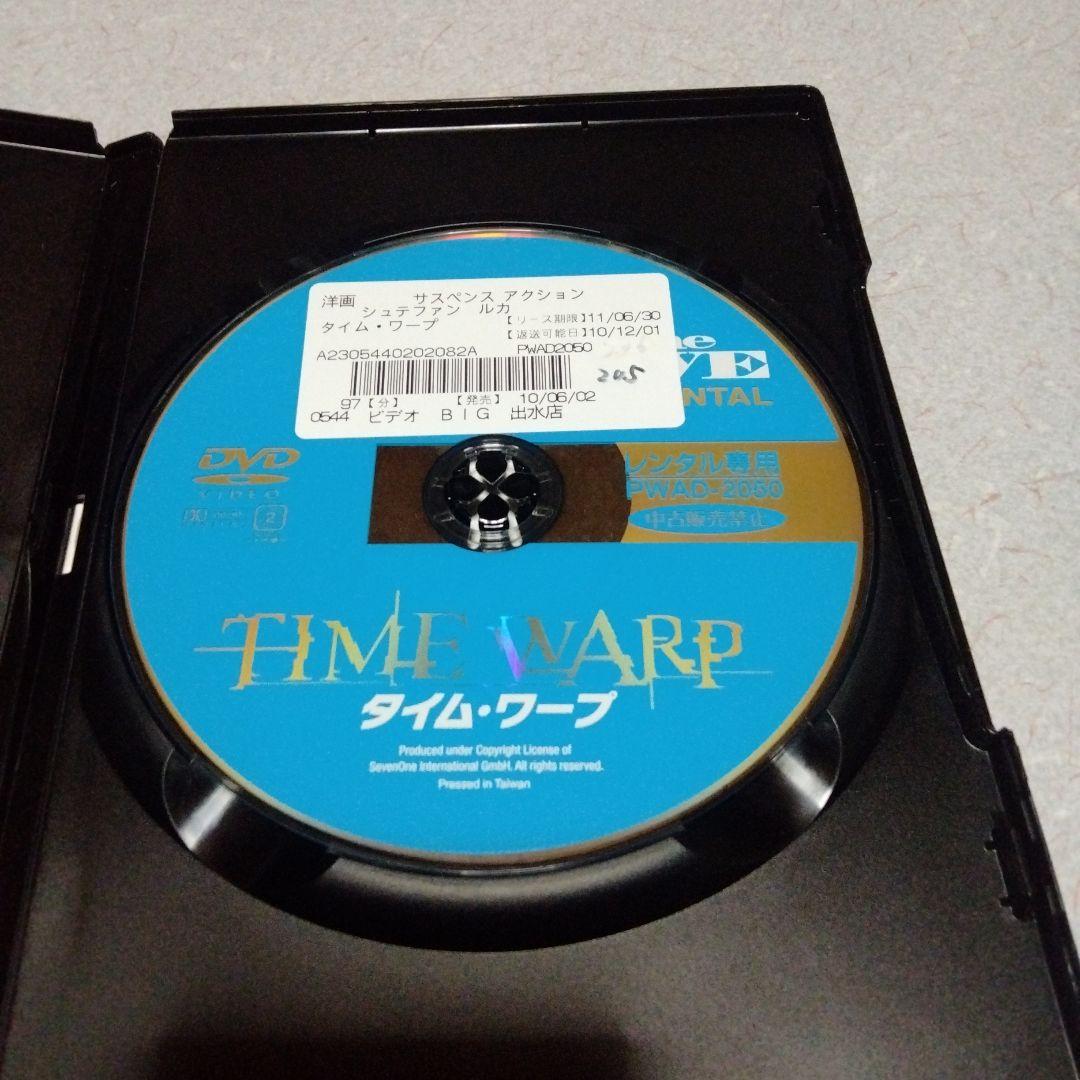 洋画 サスペンス アクション
シュテファン ルカ
タイム・ワープ
【リース期限】11/06/30
【返送可能日】10/12/01
A2305440202082A PWAD2050
205
97【分】 【発売】 10/06/02
0544 ビデオ BIG 出水店
RENTAL
DVD
VIDEO
レンタル専用
PWAD-2050
2
中古販売禁止
TIME WARP
タイム・ワープ
Produced under Copyright License of
SevenOne International GmbH. All rights reserved.
Pressed in Taiwan